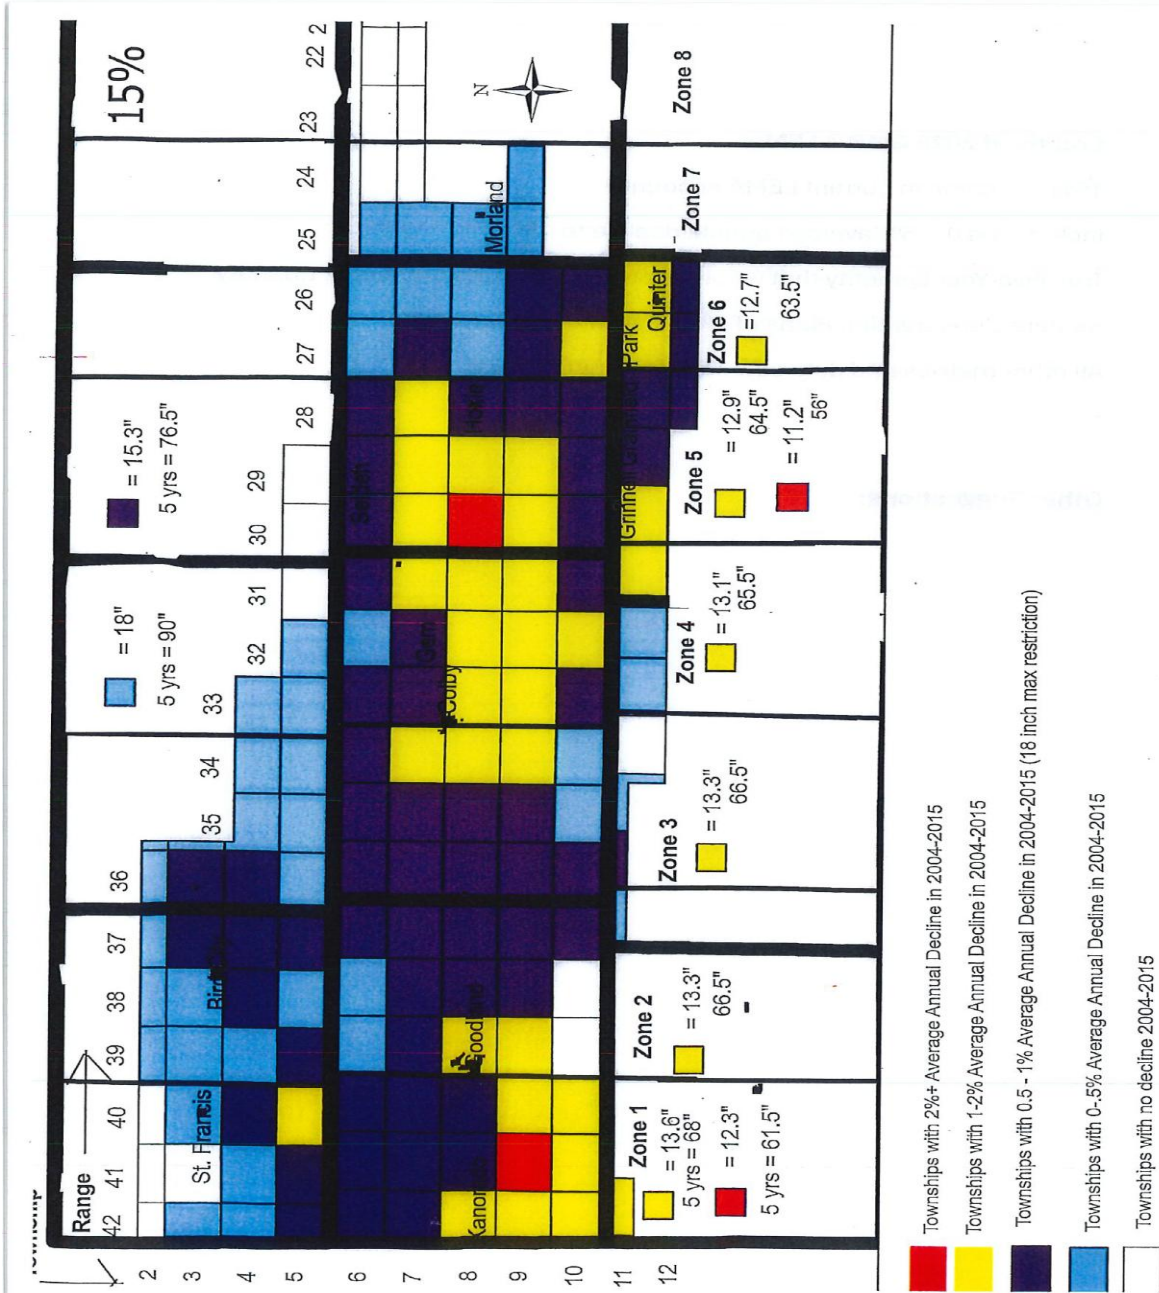 Range
42
41
40
39
38
37
36
35
34
33
32
31
30
29
28
27
26
25
24
23
22
2
15%
2
3
4
5
6
7
8
9
10
11
12
= 18"
5 yrs = 90"
= 15.3"
5 yrs = 76.5"
N
St. Francis
Goodland
Colby
Gem
Hoxie
Morland
Grinnell
Grainfield
Park
Quinter
Zone 1
= 13.6"
5 yrs = 68"
= 12.3"
5 yrs = 61.5"
Zone 2
= 13.3"
66.5"
Zone 3
= 13.3"
66.5"
Zone 4
= 13.1"
65.5"
Zone 5
= 12.9"
64.5"
= 11.2"
56"
Zone 6
=12.7"
63.5"
Zone 7
Zone 8
Townships with 2%+ Average Annual Decline in 2004-2015
Townships with 1-2% Average Annual Decline in 2004-2015
Townships with 0.5 - 1% Average Annual Decline in 2004-2015 (18 inch max restriction)
Townships with 0-.5% Average Annual Decline in 2004-2015
Townships with no decline 2004-2015